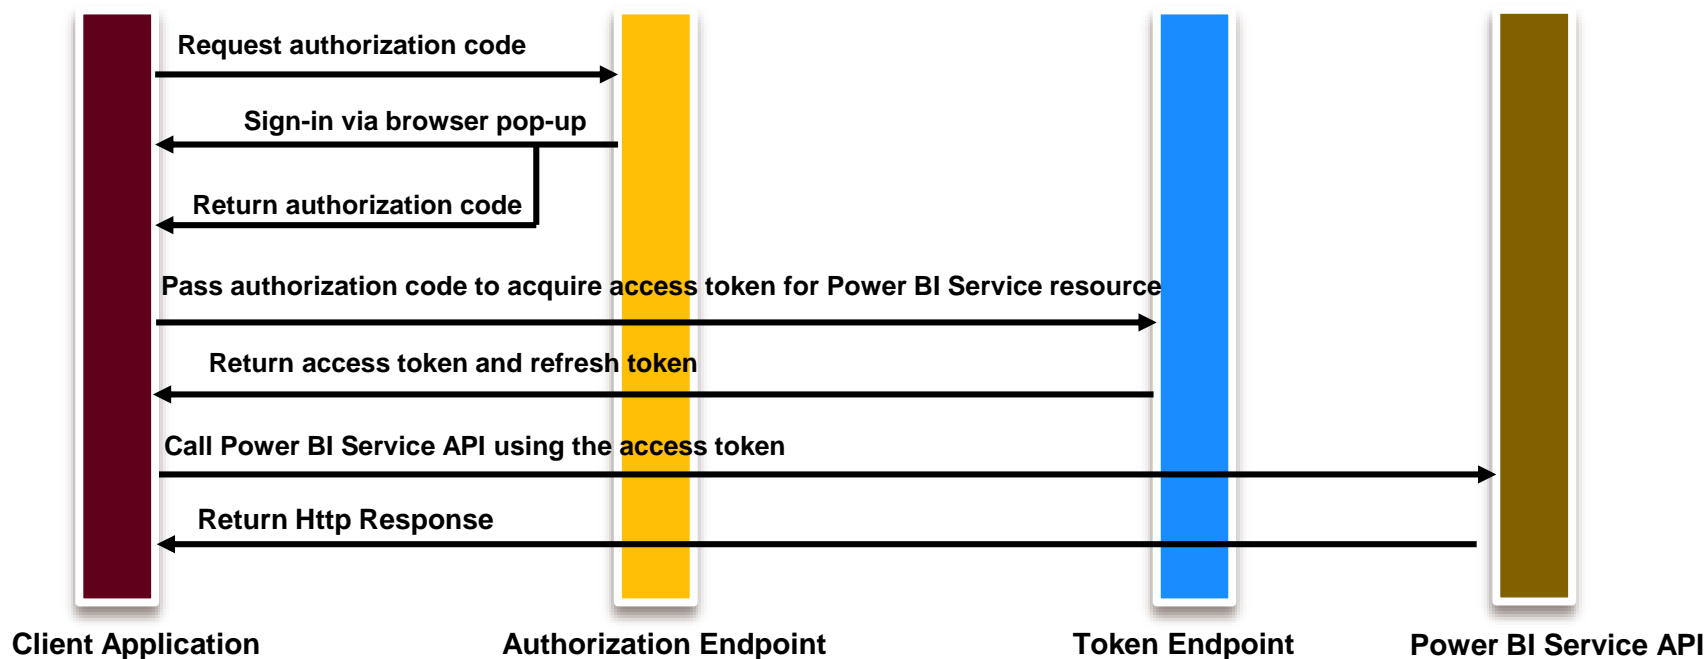 Request authorization code
Sign-in via browser pop-up
Return authorization code
Pass authorization code to acquire access token for Power BI Service resource
Return access token and refresh token
Call Power BI Service API using the access token
Return Http Response
Client Application
Authorization Endpoint
Token Endpoint
Power BI Service API